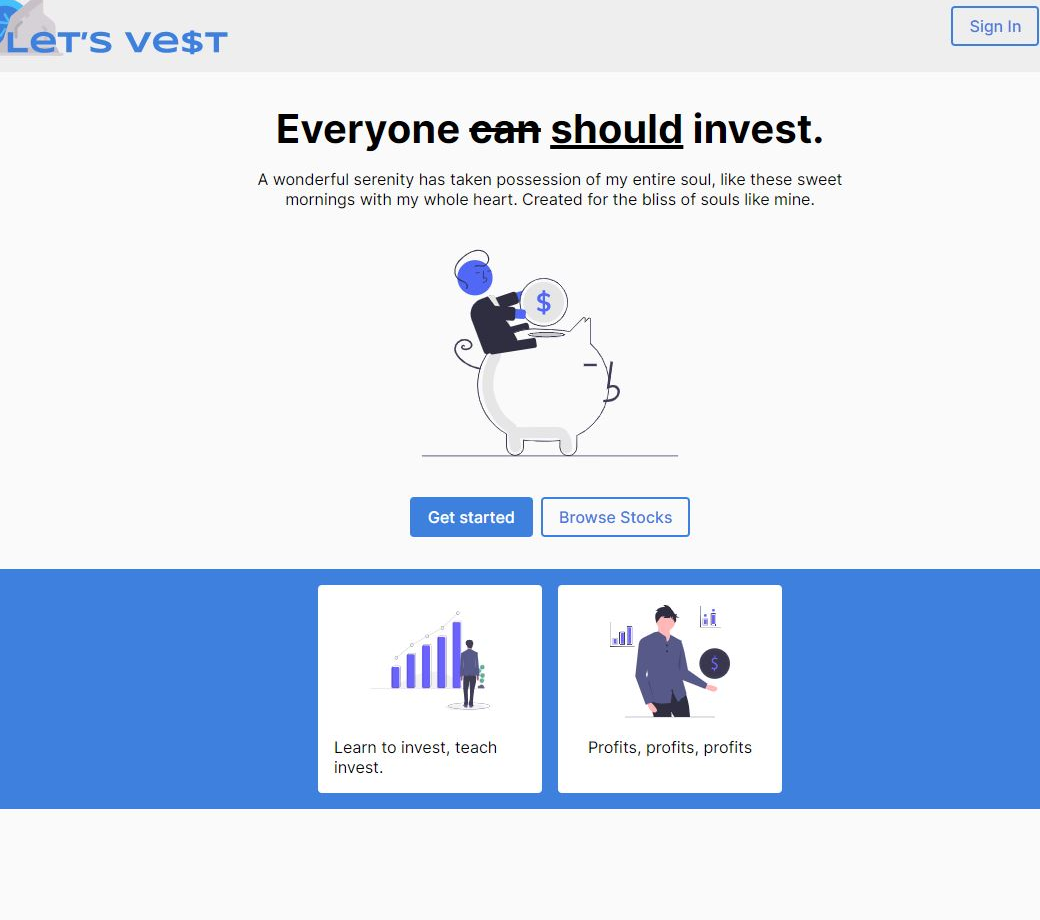 LeT'S Ve$T
Sign In
Everyone can should invest.
A wonderful serenity has taken possession of my entire soul, like these sweet
mornings with my whole heart. Created for the bliss of souls like mine.
$
Get started
Browse Stocks
$
Learn to invest, teach
invest.
Profits, profits, profits